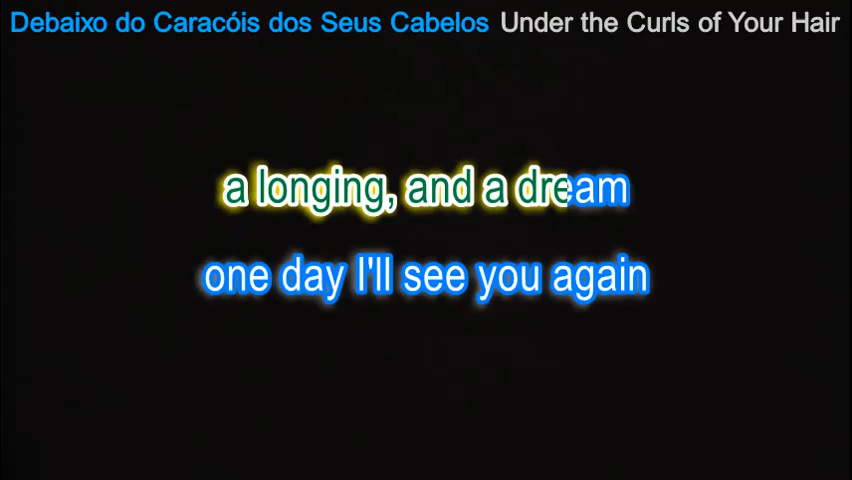 Debaixo do Caracóis dos Seus Cabelos Under the Curls of Your Hair
a longing, and a dream
one day I'll see you again